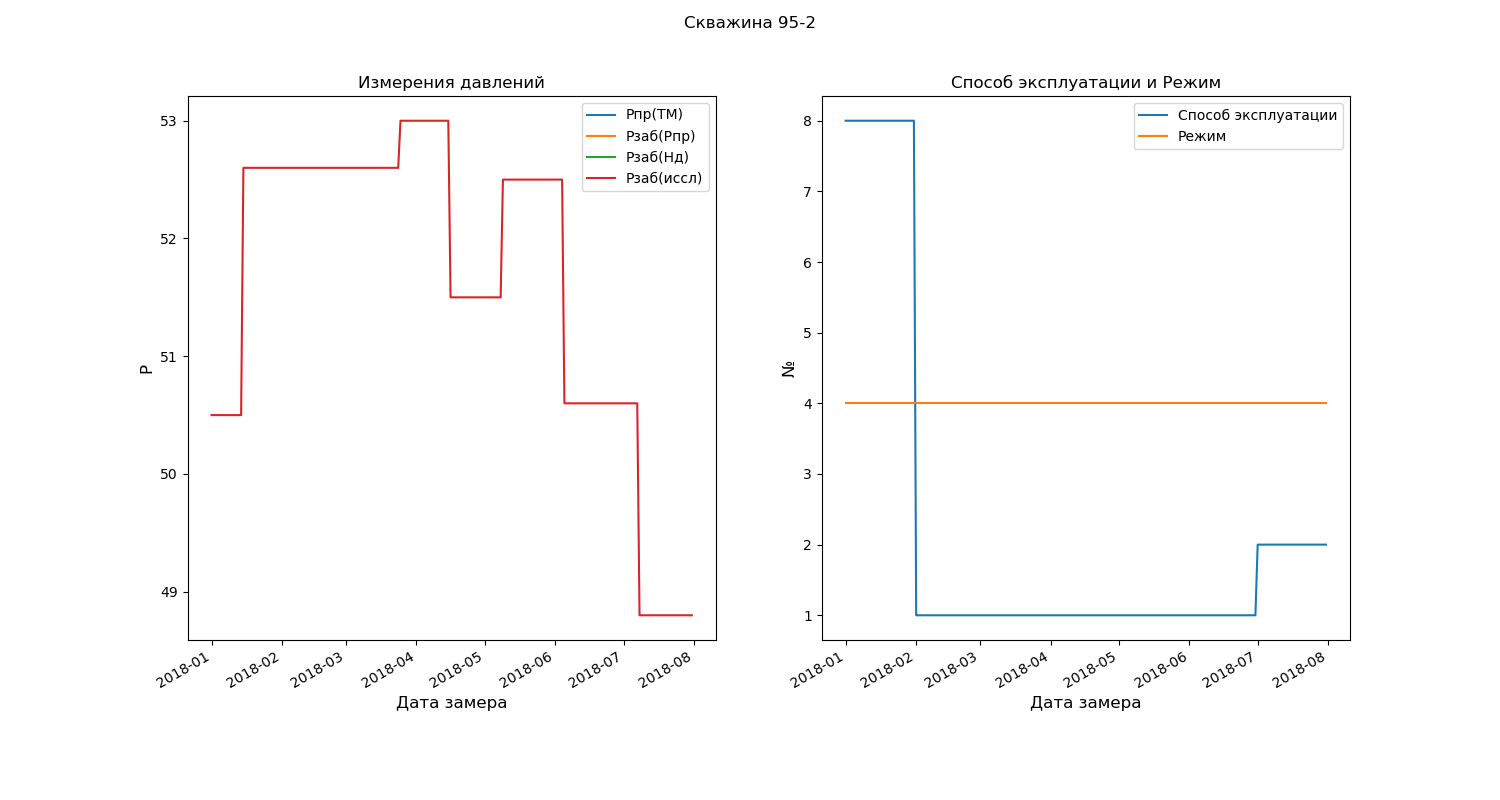 Скважина 95-2
Измерения давлений
Рпр(ТМ)
Рзаб(Рпр)
Рзаб(Нд)
Рзаб(иссл)
53
52
51
50
49
Р
2018-01
2018-02
2018-03
2018-04
2018-05
2018-06
2018-07
2018-08
Дата замера
Способ эксплуатации и Режим
Способ эксплуатации
Режим
8
7
6
5
4
3
2
1
№
2018-01
2018-02
2018-03
2018-04
2018-05
2018-06
2018-07
2018-08
Дата замера